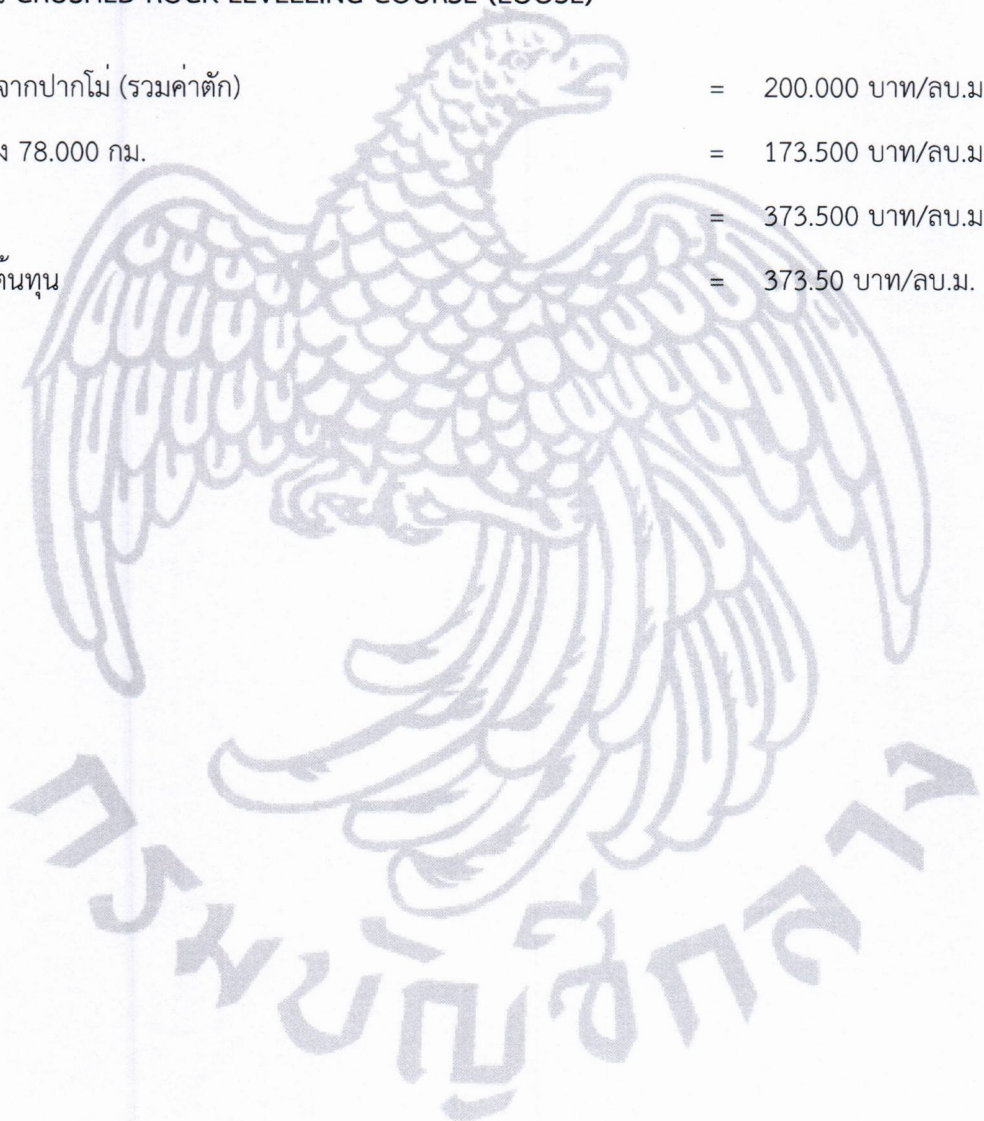 CRUSHED ROCK LEVELLING COURSE (LOOSE)
จากปากโม่ (รวมค่าตัก) = 200.000 บาท/ลบ.ม
78.000 กม. = 173.500 บาท/ลบ.ม
= 373.500 บาท/ลบ.ม
ต้นทุน = 373.50 บาท/ลบ.ม.
กรมบัญชีกลาง